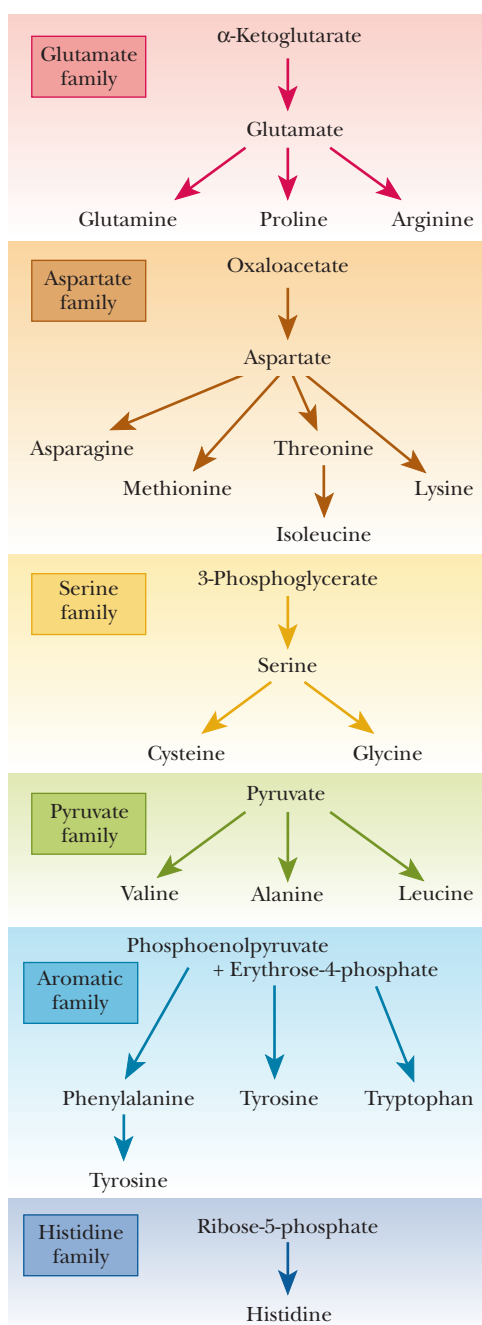 α-Ketoglutarate
Glutamate
family
Glutamate
Glutamine Proline Arginine
Oxaloacetate
Aspartate
family
Aspartate
Asparagine Threonine
Methionine Lysine
Isoleucine
3-Phosphoglycerate
Serine
family
Serine
Cysteine Glycine
Pyruvate
Pyruvate
family
Valine Alanine Leucine
Phosphoenolpyruvate
+ Erythrose-4-phosphate
Aromatic
family
Phenylalanine Tyrosine Tryptophan
Tyrosine
Ribose-5-phosphate
Histidine
family
Histidine